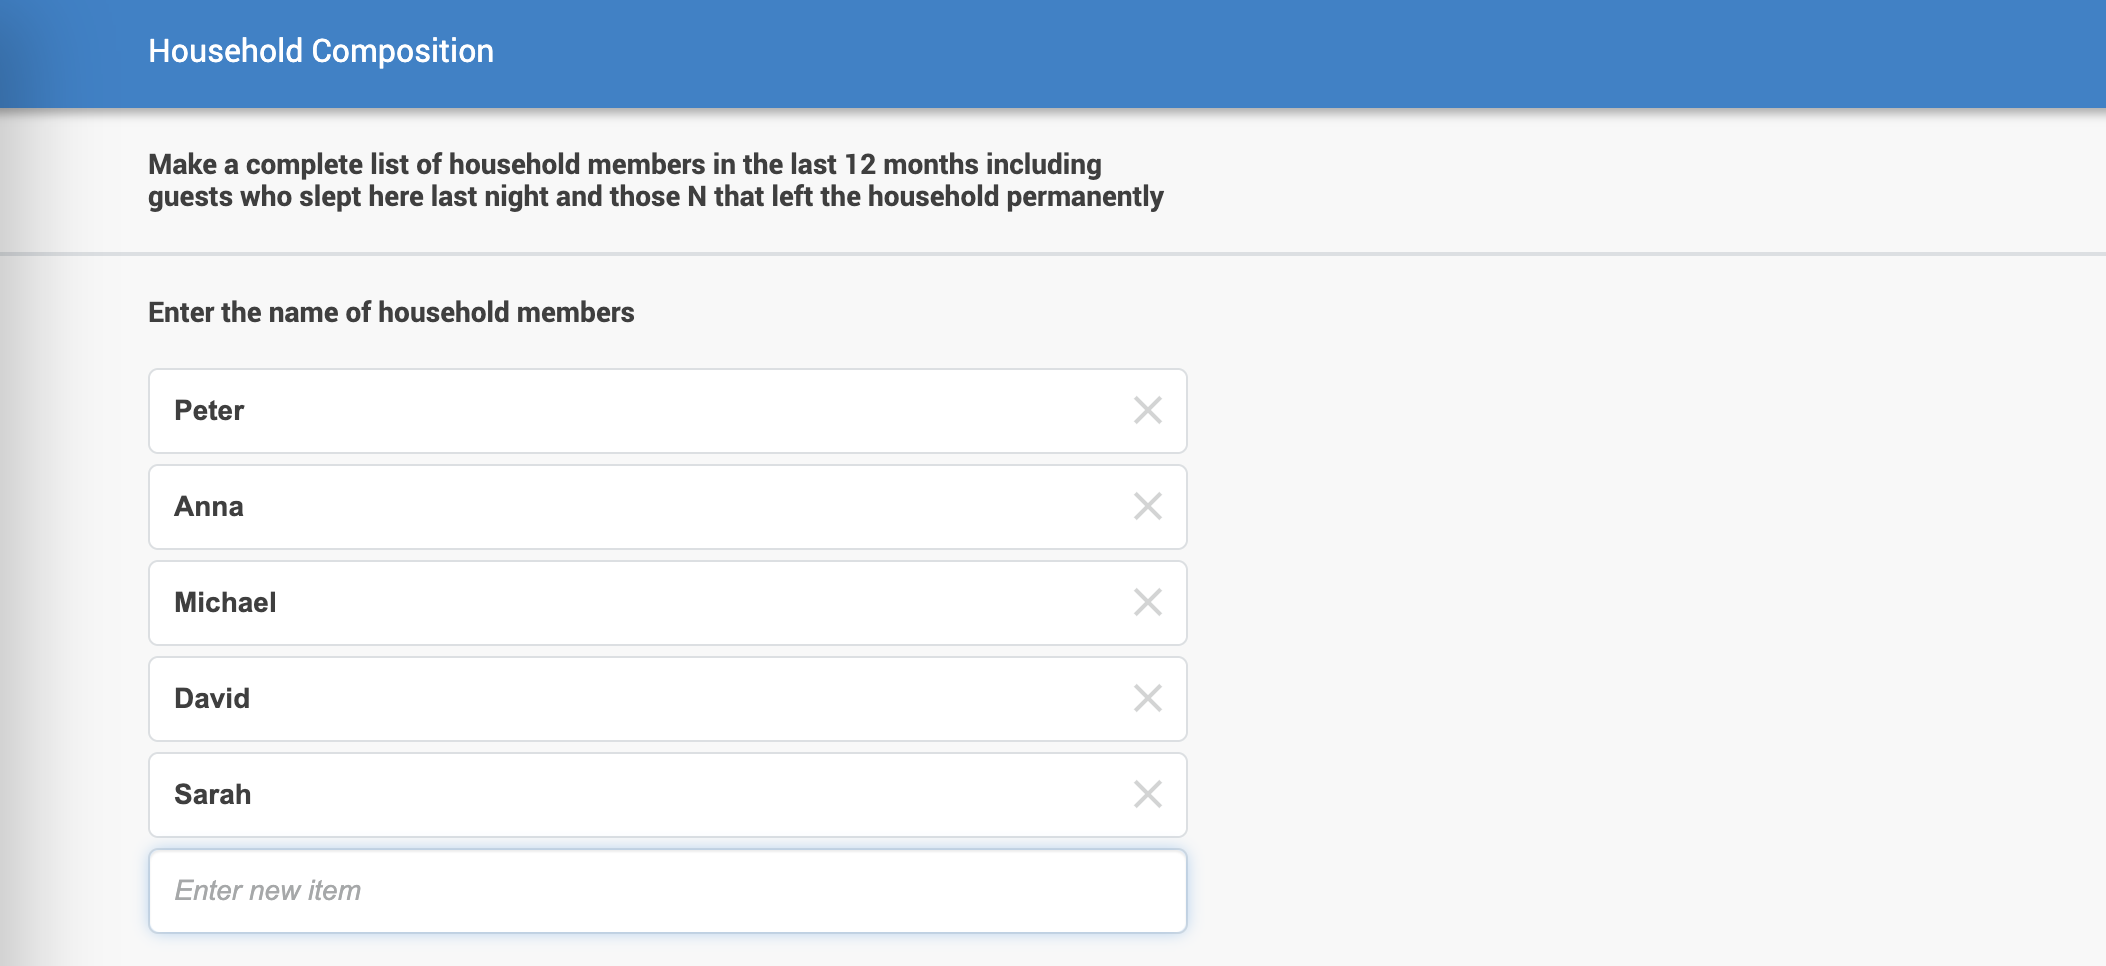 Household Composition
Make a complete list of household members in the last 12 months including
guests who slept here last night and those N that left the household permanently
Enter the name of household members
Peter
Anna
Michael
David
Sarah
Enter new item